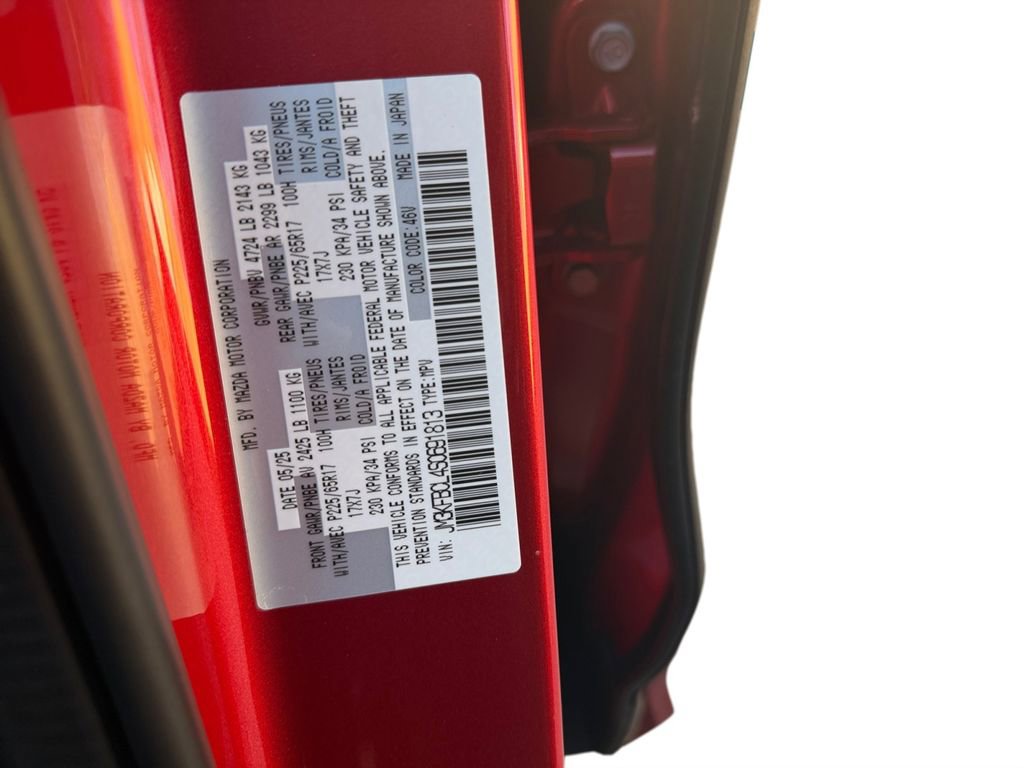 MFD. BY MAZDA MOTOR CORPORATION
DATE 05/25
GVWR/PNBV 4724 LB 2143 KG
FRONT GAWR/PNBE AV 2425 LB 1100 KG
REAR GAWR/PNBE AR 2299 LB 1043 KG
WITH/AVEC P225/65R17 100H TIRES/PNEUS
WITH/AVEC P225/65R17 100H TIRES/PNEUS
17X7J RIMS/JANTES
17X7J RIMS/JANTES
230 KPA/34 PSI COLD/A FROID
230 KPA/34 PSI COLD/A FROID
THIS VEHICLE CONFORMS TO ALL APPLICABLE FEDERAL MOTOR VEHICLE SAFETY AND THEFT
PREVENTION STANDARDS IN EFFECT ON THE DATE OF MANUFACTURE SHOWN ABOVE.
VIN: JM3KFBCL4S0691813 TYPE:MPV COLOR CODE:46V MADE IN JAPAN